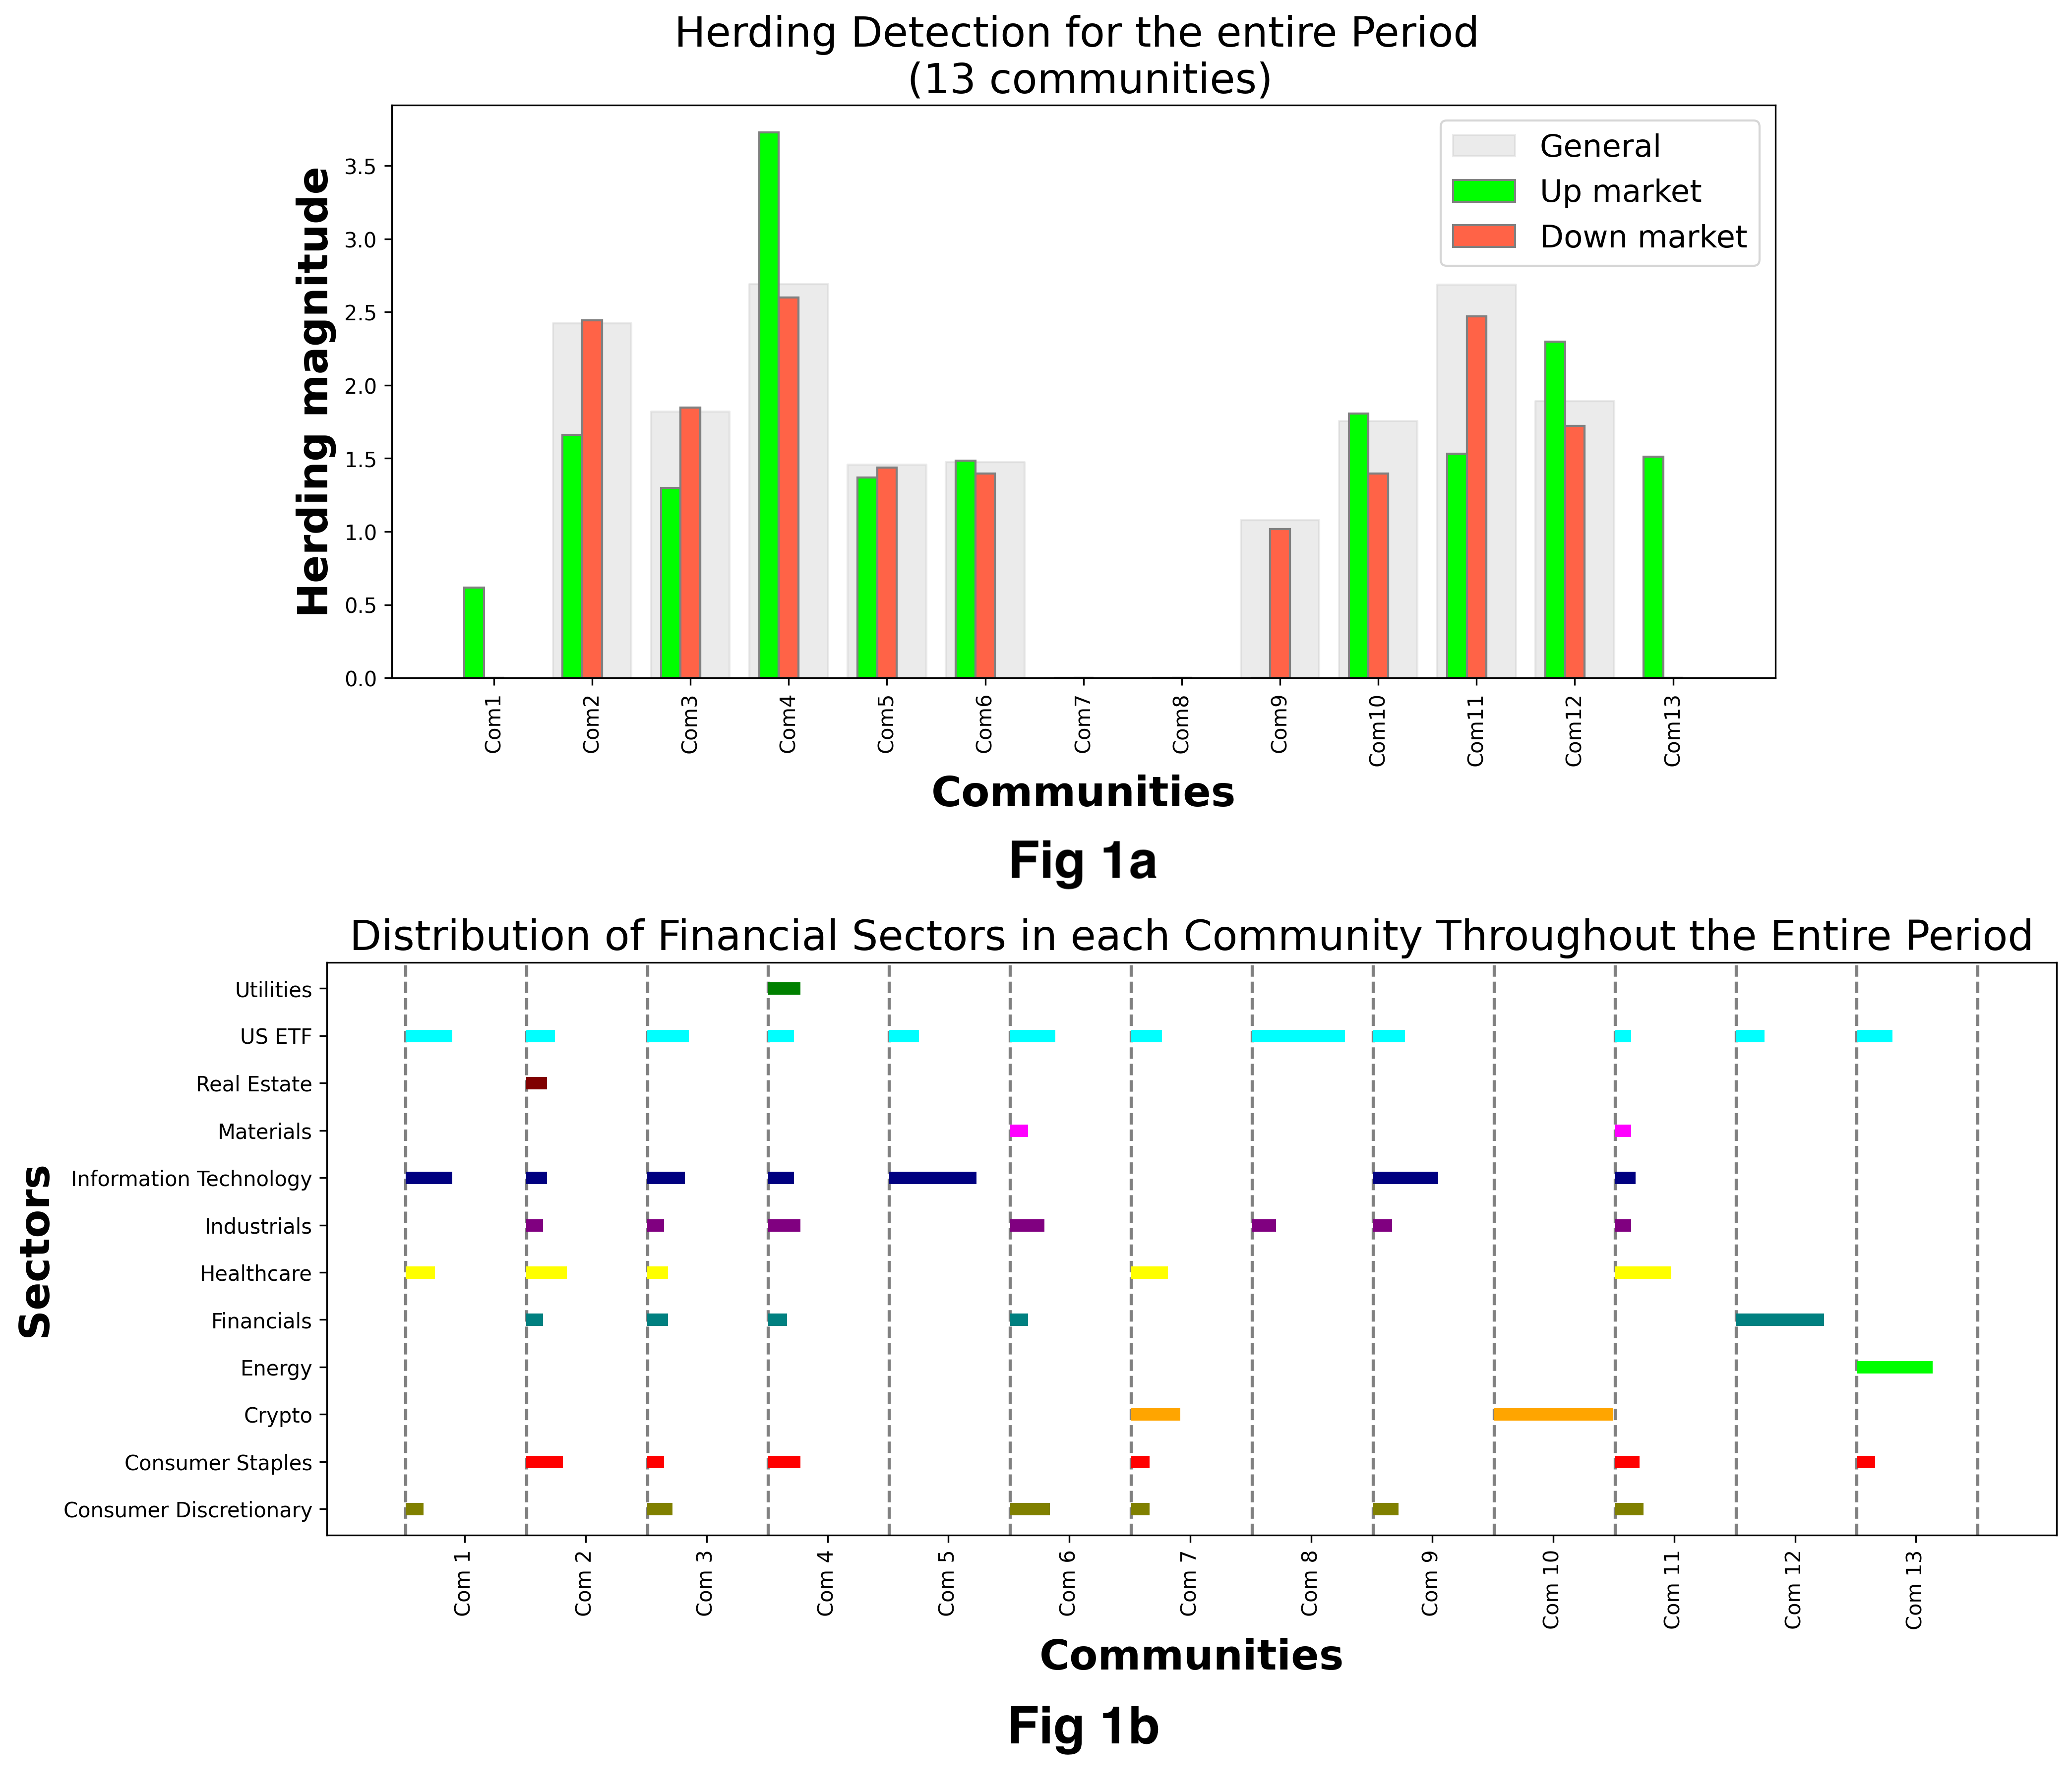 Herding Detection for the entire Period
(13 communities)
General
Up market
Down market
Herding magnitude
3.5
3.0
2.5
2.0
1.5
1.0
0.5
0.0
Com1
Com2
Com3
Com4
Com5
Com6
Com7
Com8
Com9
Com10
Com11
Com12
Com13
Communities
Fig 1a
Distribution of Financial Sectors in each Community Throughout the Entire Period
Sectors
Utilities
US ETF
Real Estate
Materials
Information Technology
Industrials
Healthcare
Financials
Energy
Crypto
Consumer Staples
Consumer Discretionary
Com 1
Com 2
Com 3
Com 4
Com 5
Com 6
Com 7
Com 8
Com 9
Com 10
Com 11
Com 12
Com 13
Communities
Fig 1b